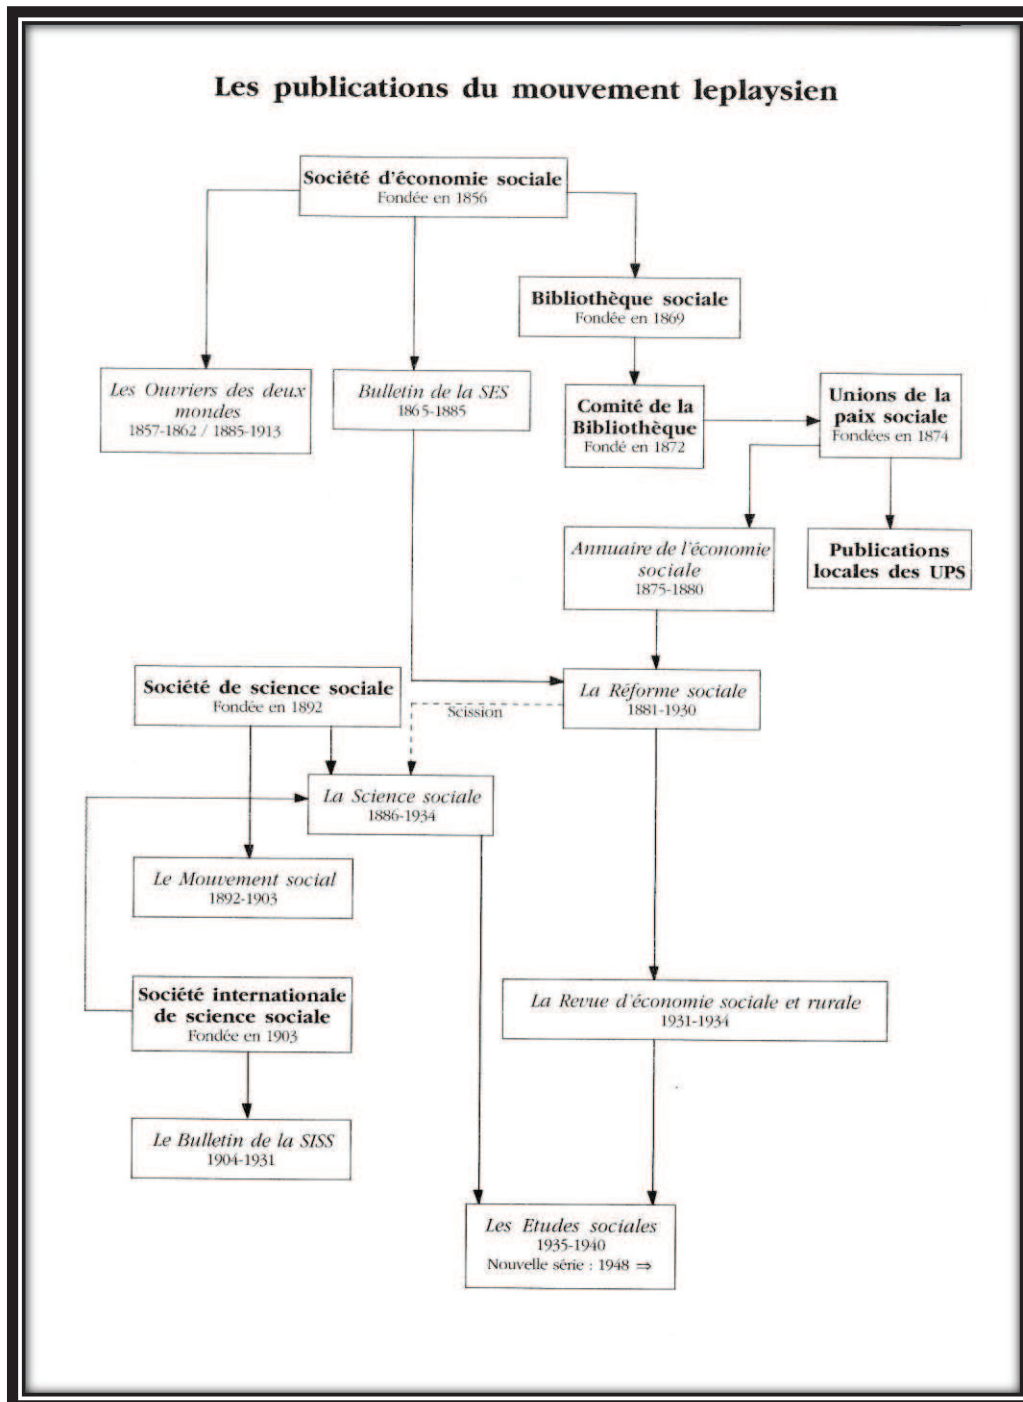 Les publications du mouvement leplaysien
Société d'économie sociale
Fondée en 1856
Bibliothèque sociale
Fondée en 1869
Les Ouvriers des deux
mondes
1857-1862 / 1885-1913
Bulletin de la SES
1865-1885
Comité de la
Bibliothèque
Fondé en 1872
Unions de la
paix sociale
Fondées en 1874
Annuaire de l'économie
sociale
1875-1880
Publications
locales des UPS
Société de science sociale
Fondée en 1892
La Réforme sociale
1881-1930
Scission
La Science sociale
1886-1934
Le Mouvement social
1892-1903
Société internationale
de science sociale
Fondée en 1903
La Revue d'économie sociale et rurale
1931-1934
Le Bulletin de la SISS
1904-1931
Les Etudes sociales
1935-1940
Nouvelle série : 1948 ⇒